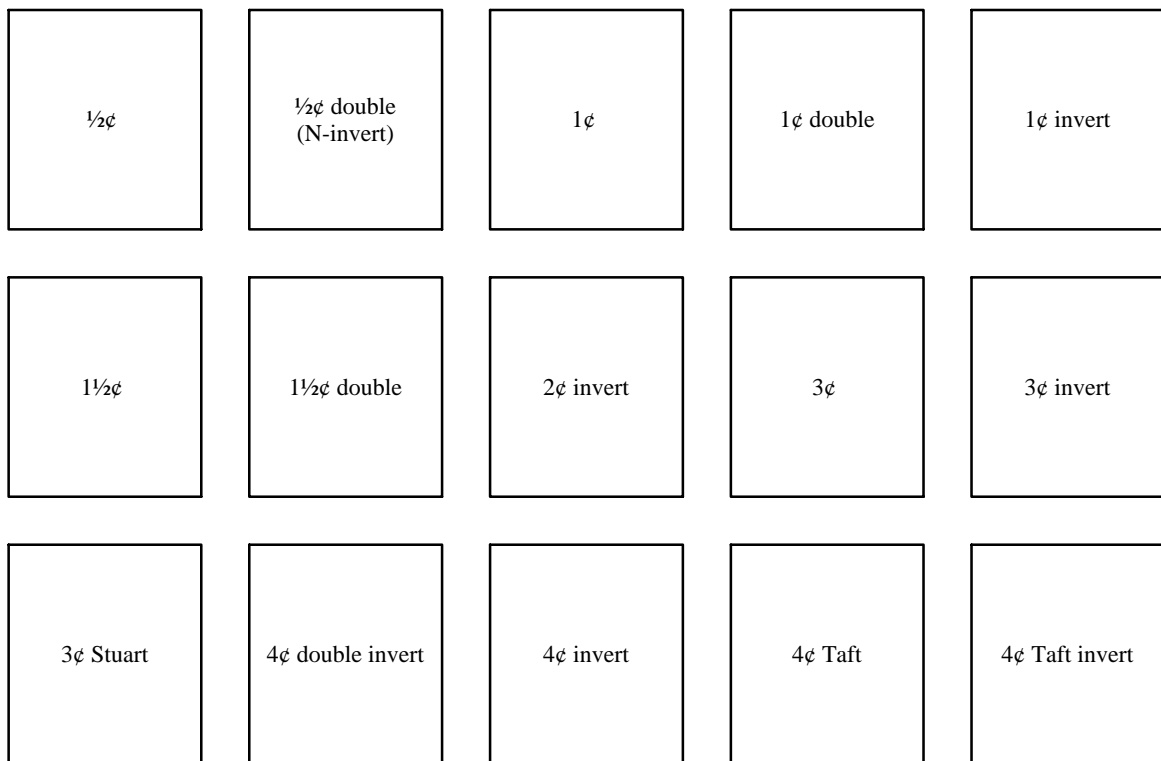 ½¢
½¢ double
(N-invert)
1¢
1¢ double
1¢ invert
1½¢
1½¢ double
2¢ invert
3¢
3¢ invert
3¢ Stuart
4¢ double invert
4¢ invert
4¢ Taft
4¢ Taft invert